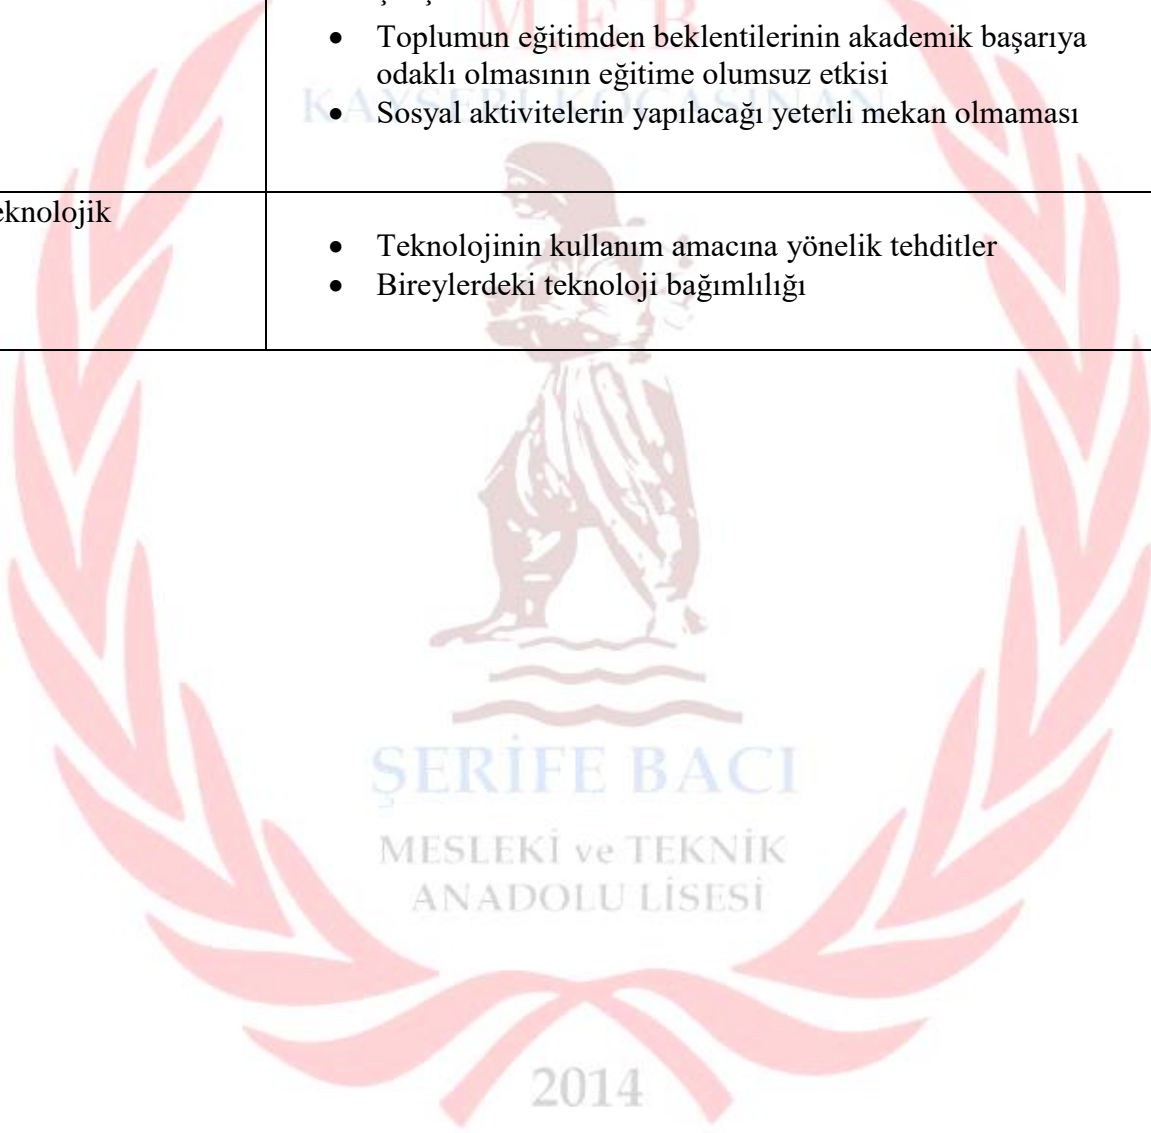 M.E.B
• Toplumun eğitimden beklentilerinin akademik başarıya
odaklı olmasının eğitime olumsuz etkisi
KAYSERİ KOCASİNAN
• Sosyal aktivitelerin yapılacağı yeterli mekan olmaması
eknolojik
• Teknolojinin kullanım amacına yönelik tehditler
• Bireylerdeki teknoloji bağımlılığı
ŞERİFE BACI
MESLEKİ ve TEKNİK
ANADOLU LİSESİ
2014